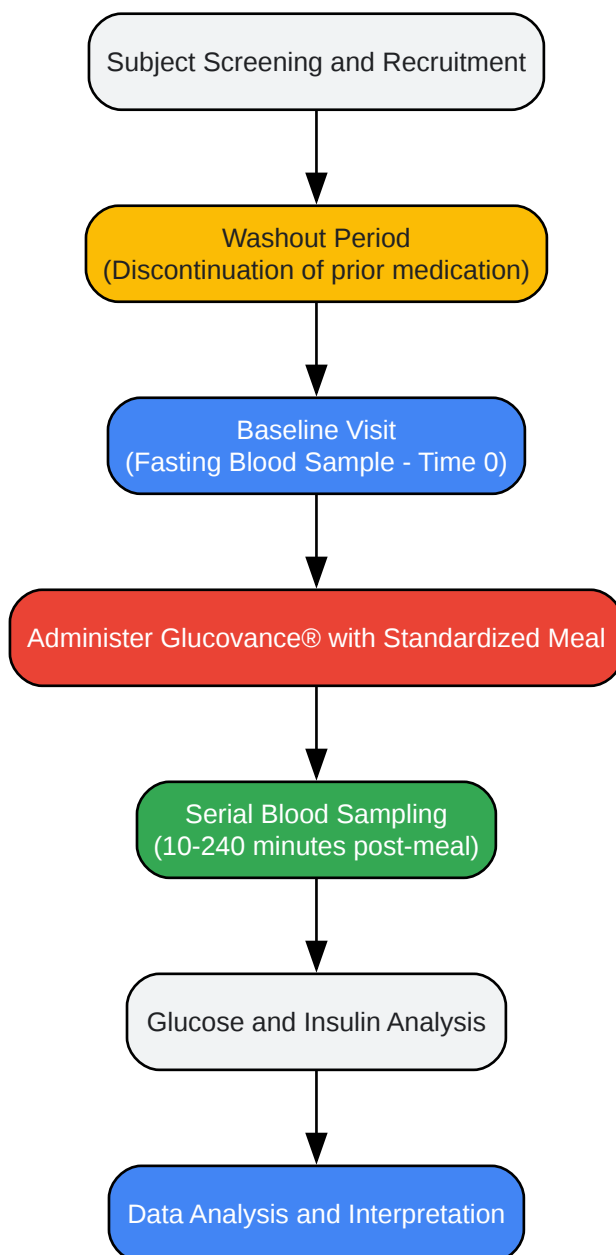 Subject Screening and Recruitment
Washout Period
(Discontinuation of prior medication)
Baseline Visit
(Fasting Blood Sample - Time 0)
Administer Glucovance® with Standardized Meal
Serial Blood Sampling
(10-240 minutes post-meal)
Glucose and Insulin Analysis
Data Analysis and Interpretation